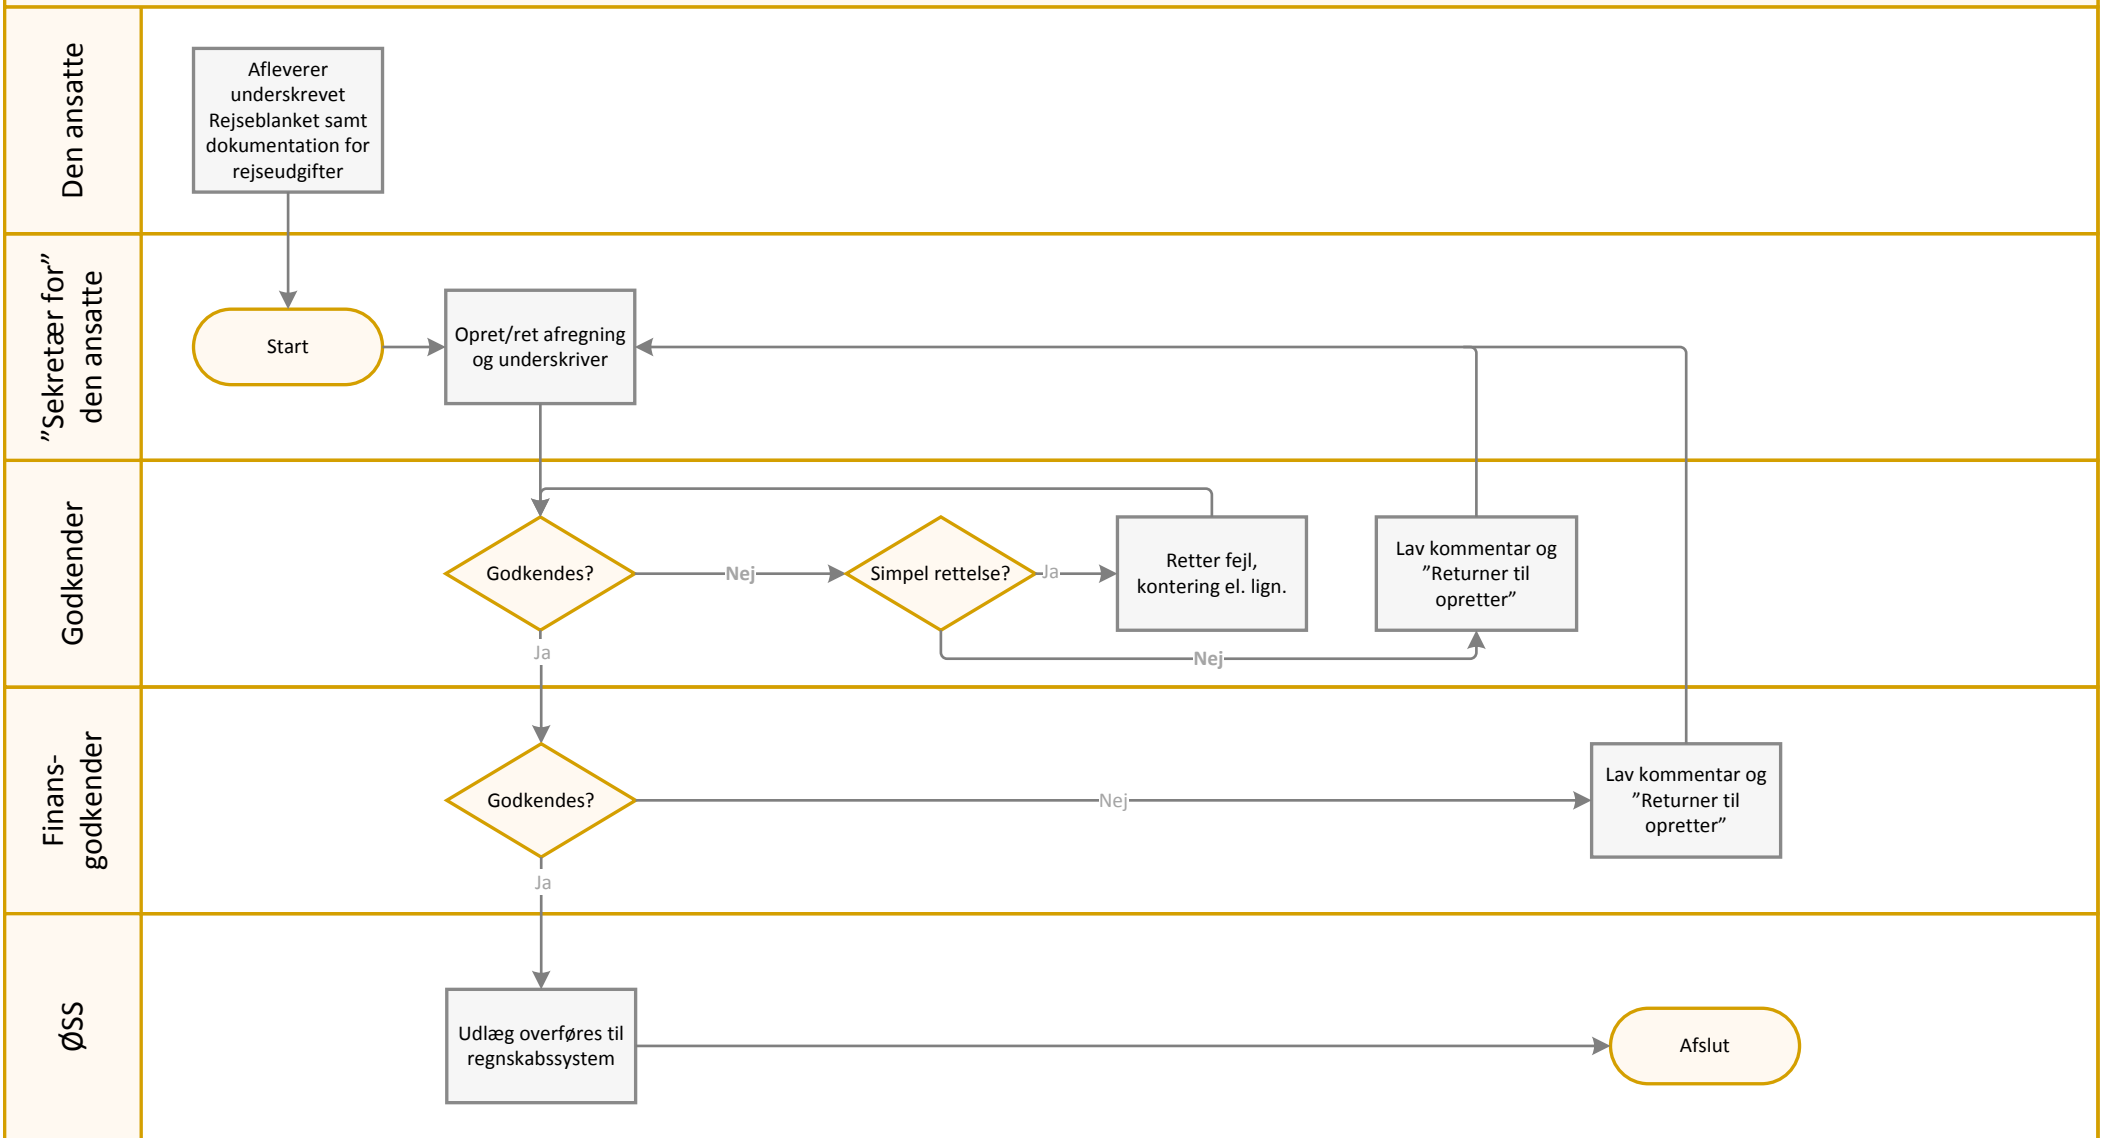 Den ansatte
Afleverer
underskrevet
Rejseblanket samt
dokumentation for
rejseudgifter
”Sekretær for”
den ansatte
Start
Opret/ret afregning
og underskriver
Godkender
Godkendes?
Nej
Simpel rettelse?
Ja
Retter fejl,
kontering el. lign.
Lav kommentar og
”Returner til
opretter”
Nej
Ja
Finans-
godkender
Godkendes?
Nej
Lav kommentar og
”Returner til
opretter”
Ja
ØSS
Udlæg overføres til
regnskabssystem
Afslut